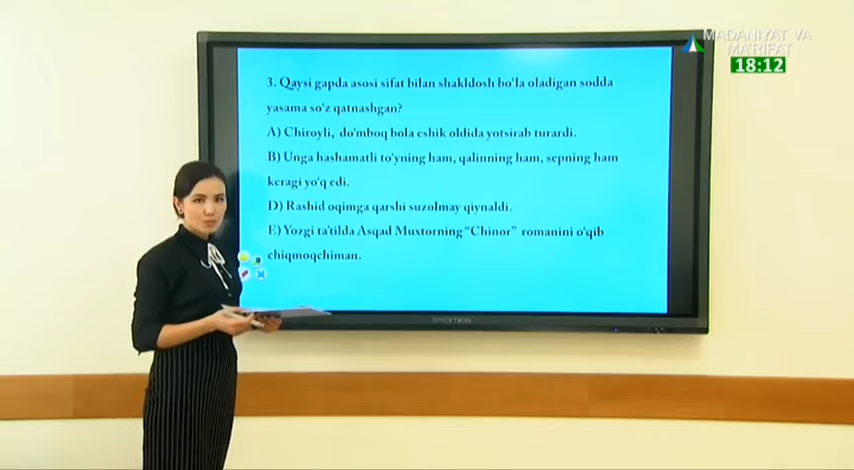 MADANIYAT VA
MA'RIFAT
18:12
3. Qaysi gapda asosi sifat bilan shakldosh bo'la oladigan sodda
yasama so'z qatnashgan?
A) Chiroyli, do'mboq bola eshik oldida yotsirab turardi.
B) Unga hashamatli to'yning ham, qalinning ham, sepning ham
keragi yo'q edi.
D) Rashid oqimga qarshi suzolmay qiynaldi.
E) Yozgi ta'tilda Asqad Muxtorning "Chinor" romanini o'qib
chiqmoqchiman.